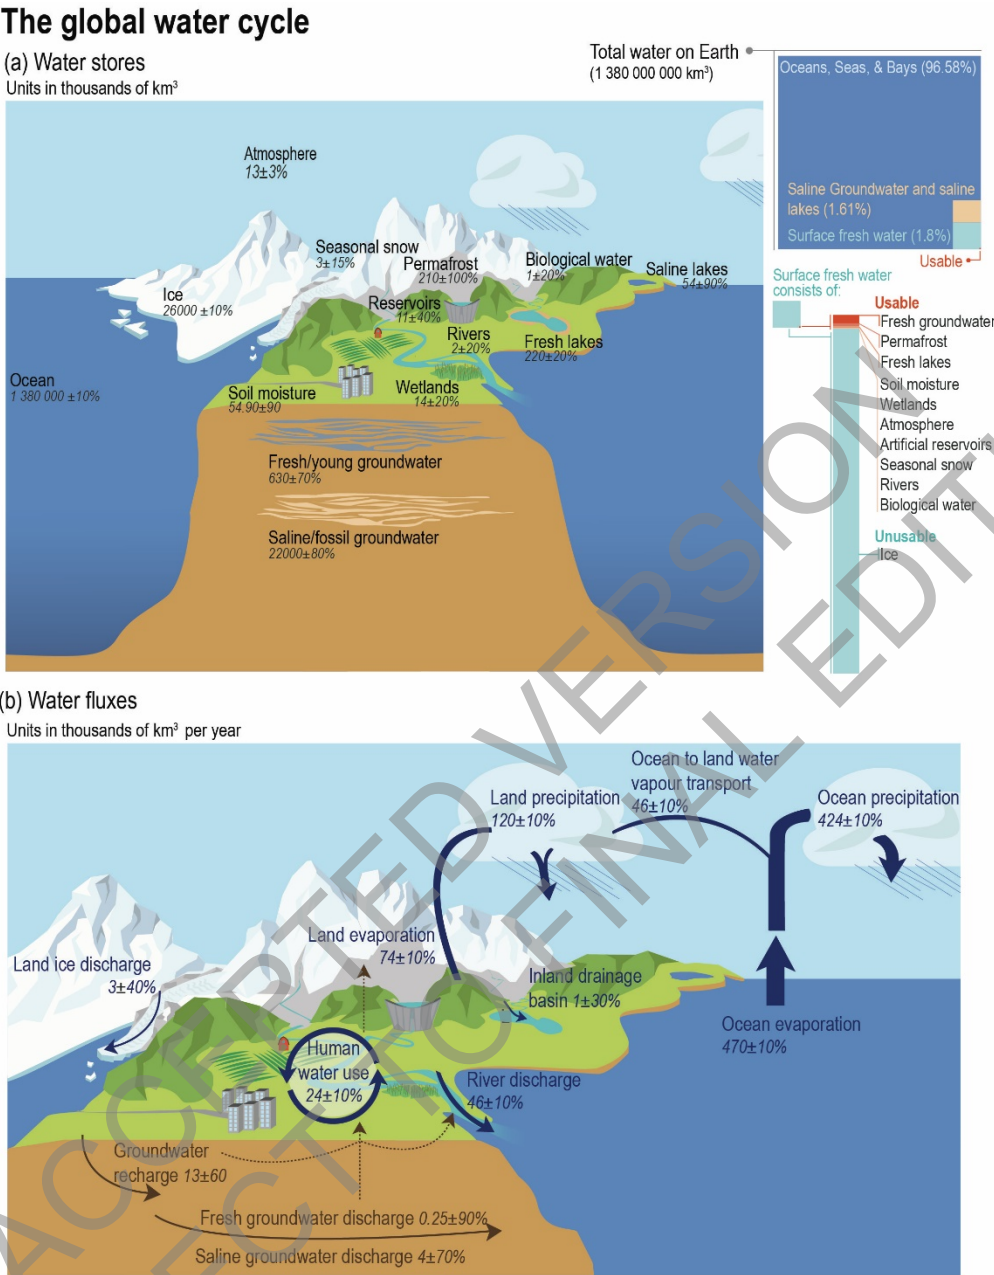 The global water cycle
(a) Water stores
Units in thousands of km³
Total water on Earth
(1 380 000 000 km³)
Oceans, Seas, & Bays (96.58%)
Saline Groundwater and saline
lakes (1.61%)
Surface fresh water (1.8%)
Usable
Surface fresh water
consists of:
Usable
Fresh groundwater
Permafrost
Fresh lakes
Soil moisture
Wetlands
Atmosphere
Artificial reservoirs
Seasonal snow
Rivers
Biological water
Unusable
Ice
Atmosphere
13±3%
Seasonal snow
3±15%
Permafrost
210±100%
Biological water
1±20%
Saline lakes
54±90%
Ice
26000 ±10%
Reservoirs
11±40%
Rivers
2±20%
Fresh lakes
220±20%
Ocean
1 380 000 ±10%
Soil moisture
54.90±90
Wetlands
14±20%
Fresh/young groundwater
630±70%
Saline/fossil groundwater
22000±80%
(b) Water fluxes
Units in thousands of km³ per year
Ocean to land water
vapour transport
46±10%
Land precipitation
120±10%
Ocean precipitation
424±10%
Land evaporation
74±10%
Land ice discharge
3±40%
Inland drainage
basin 1±30%
Ocean evaporation
470±10%
Human
water use
24±10%
River discharge
46±10%
Groundwater
recharge 13±60
Fresh groundwater discharge 0.25±90%
Saline groundwater discharge 4±70%
ACCEPTED VERSION
ECT TO FINAL EDIT